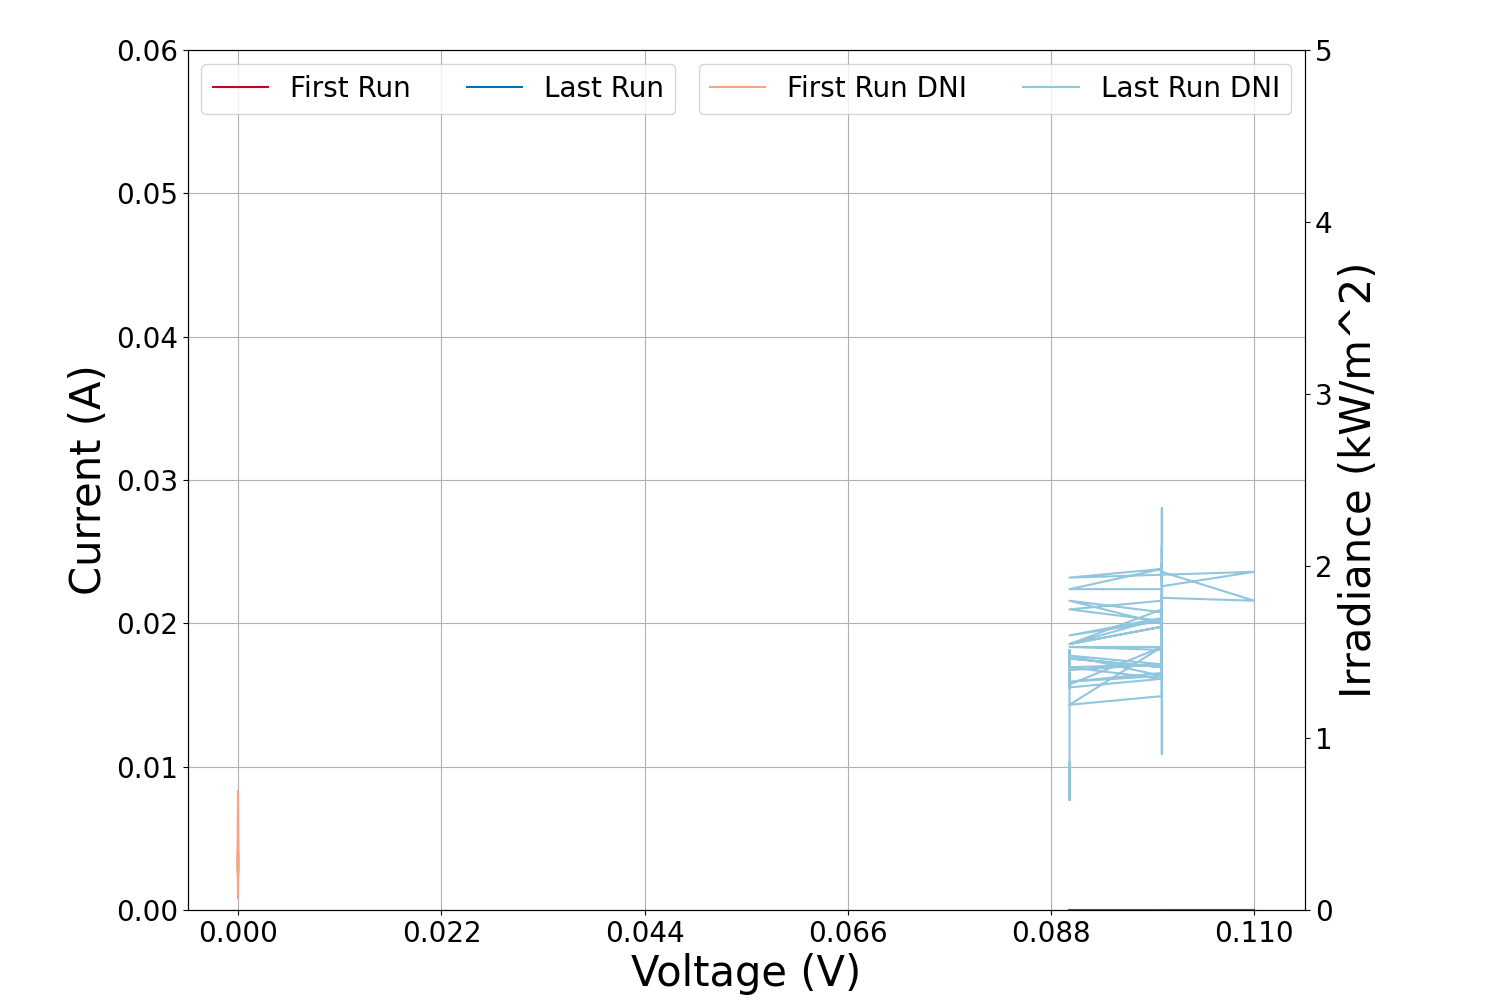 First Run
Last Run
First Run DNI
Last Run DNI
0.06
0.05
0.04
0.03
0.02
0.01
0.00
Current (A)
5
4
3
2
1
0
Irradiance (kW/m^2)
0.000
0.022
0.044
0.066
0.088
0.110
Voltage (V)